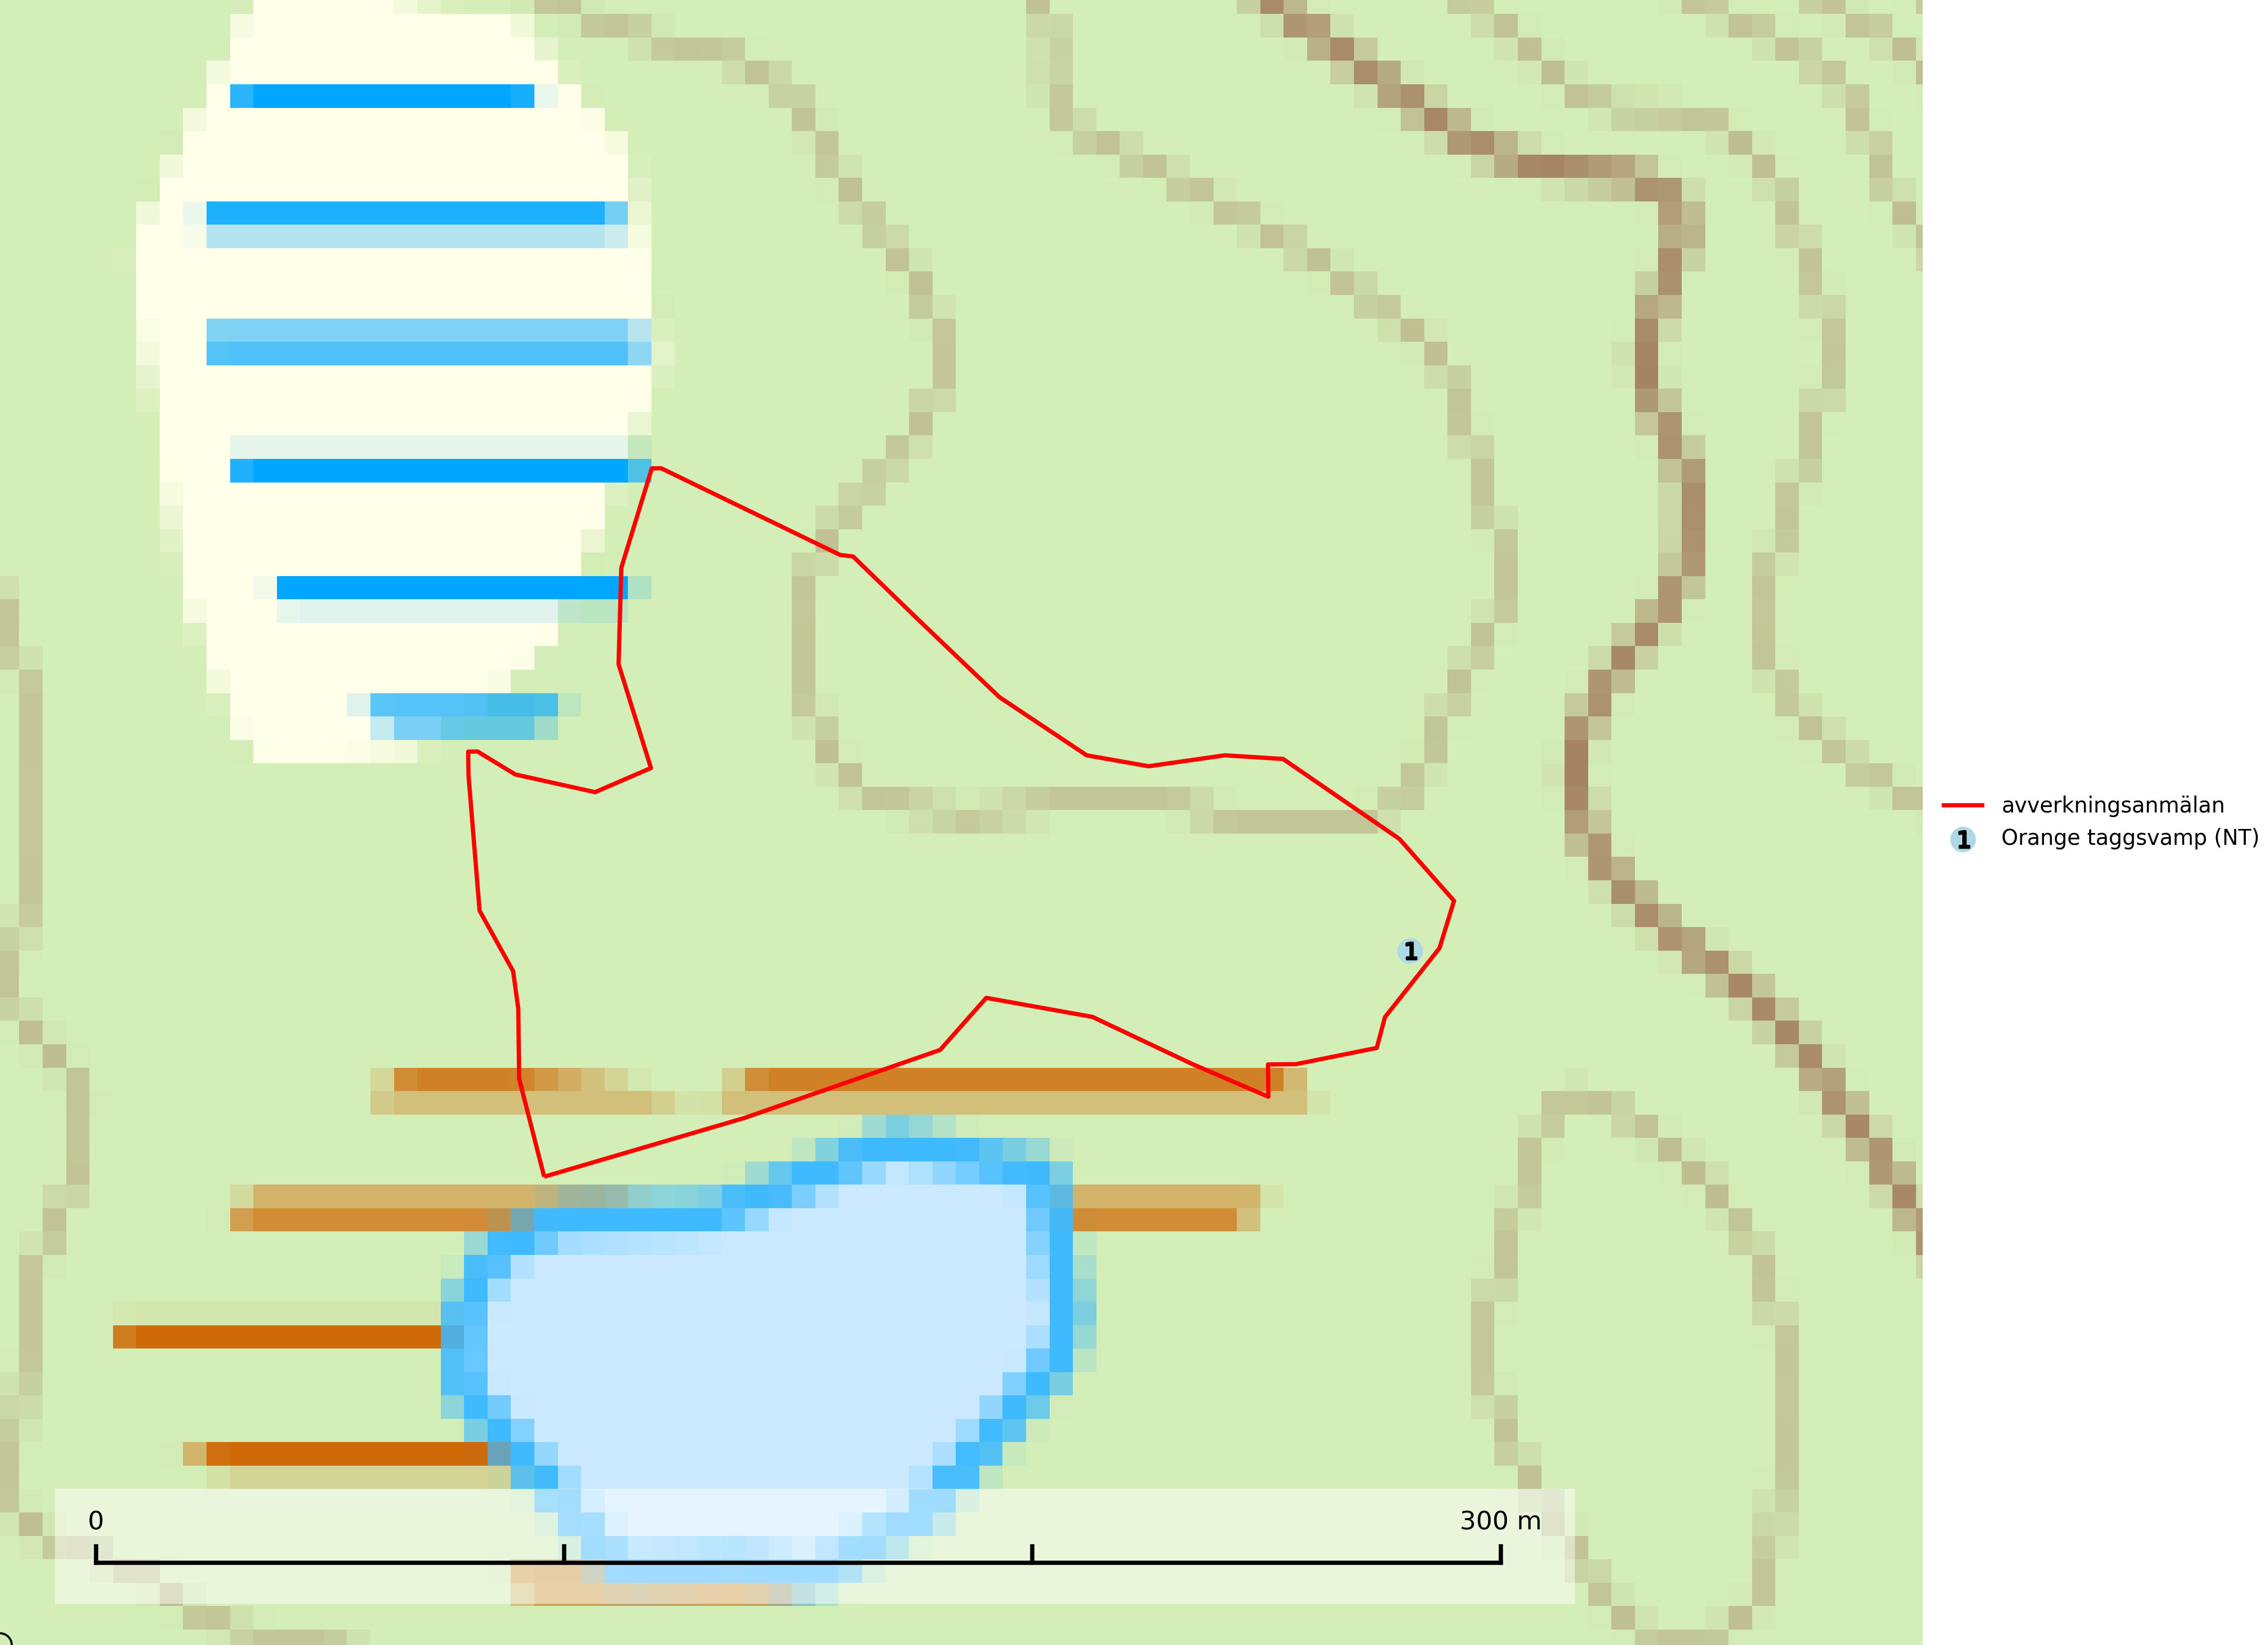 avverkningsanmälan
1 Orange taggsvamp (NT)
1
0 300 m